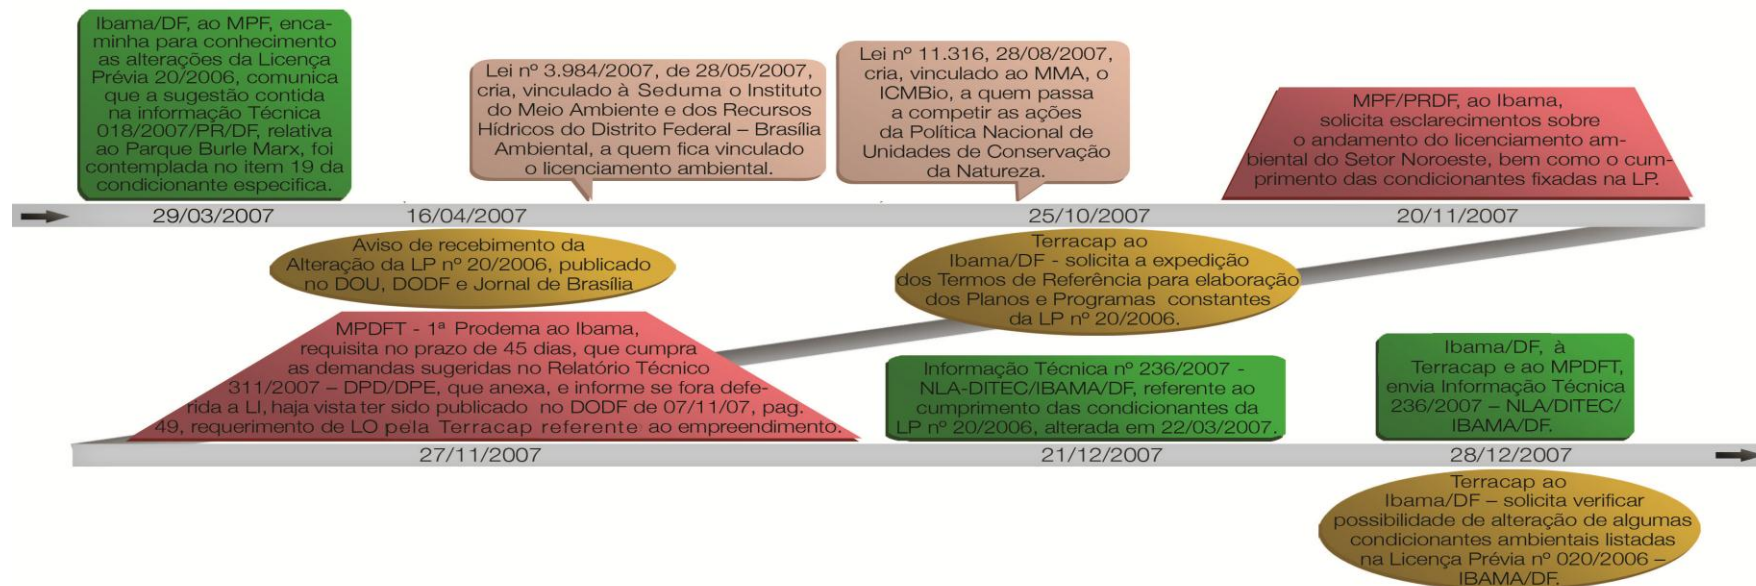 Ibama/DF, ao MPF, enca-
minha para conhecimento
as alterações da Licença
Prévia 20/2006, comunica
que a sugestão contida
na informação Técnica
018/2007/PR/DF, relativa
ao Parque Burle Marx, foi
contemplada no item 19 da
condicionante especifica.
Lei nº 3.984/2007, de 28/05/2007,
cria, vinculado à Seduma o Instituto
do Meio Ambiente e dos Recursos
Hídricos do Distrito Federal – Brasília
Ambiental, a quem fica vinculado
o licenciamento ambiental.
Lei nº 11.316, 28/08/2007,
cria, vinculado ao MMA, o
ICMBio, a quem passa
a competir as ações
da Política Nacional de
Unidades de Conservação
da Natureza.
MPF/PRDF, ao Ibama,
solicita esclarecimentos sobre
o andamento do licenciamento am-
biental do Setor Noroeste, bem como o cum-
primento das condicionantes fixadas na LP.
29/03/2007
16/04/2007
25/10/2007
20/11/2007
Aviso de recebimento da
Alteração da LP nº 20/2006, publicado
no DOU, DODF e Jornal de Brasília
Terracap ao
Ibama/DF - solicita a expedição
dos Termos de Referência para elaboração
dos Planos e Programas constantes
da LP nº 20/2006.
MPDFT - 1ª Prodema ao Ibama,
requisita no prazo de 45 dias, que cumpra
as demandas sugeridas no Relatório Técnico
311/2007 – DPD/DPE, que anexa, e informe se fora defe-
rida a LI, haja vista ter sido publicado no DODF de 07/11/07, pag.
49, requerimento de LO pela Terracap referente ao empreendimento.
Informação Técnica nº 236/2007 -
NLA-DITEC/IBAMA/DF, referente ao
cumprimento das condicionantes da
LP nº 20/2006, alterada em 22/03/2007.
Ibama/DF, à
Terracap e ao MPDFT,
envia Informação Técnica
236/2007 – NLA/DITEC/
IBAMA/DF.
27/11/2007
21/12/2007
28/12/2007
Terracap ao
Ibama/DF – solicita verificar
possibilidade de alteração de algumas
condicionantes ambientais listadas
na Licença Prévia nº 020/2006 –
IBAMA/DF.